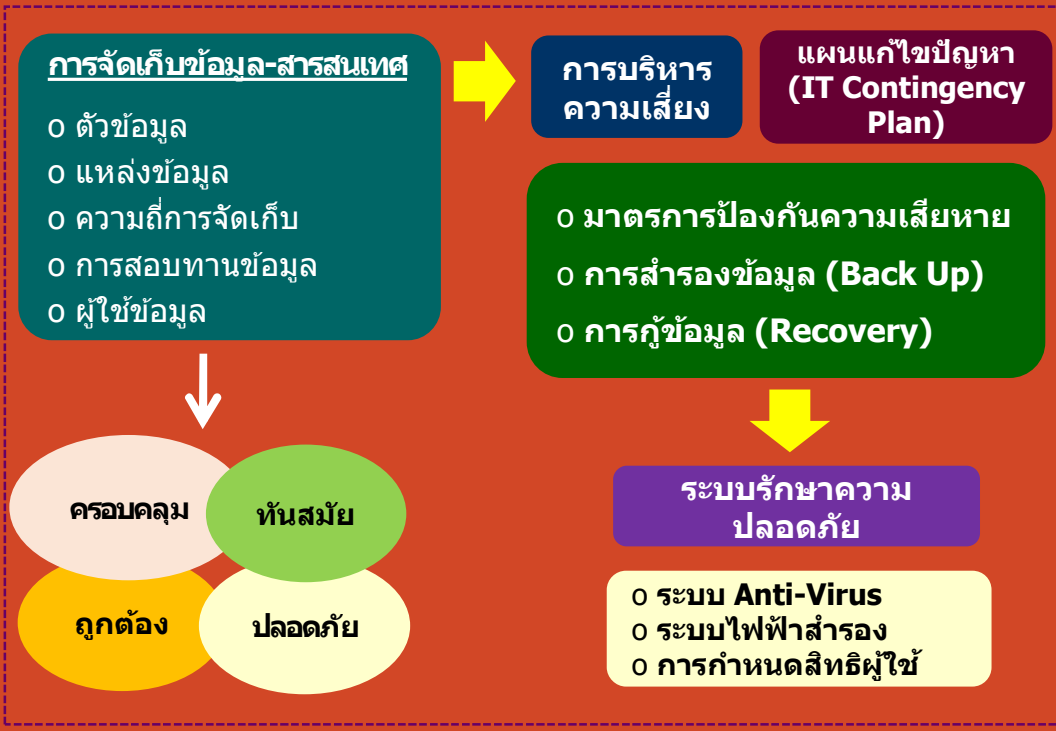 การจัดเก็บข้อมูล-สารสนเทศ
o ตัวข้อมูล
o แหล่งข้อมูล
o ความถี่การจัดเก็บ
o การสอบทานข้อมูล
o ผู้ใช้ข้อมูล
การบริหาร
ความเสี่ยง
แผนแก้ไขปัญหา
(IT Contingency
Plan)
o มาตรการป้องกันความเสียหาย
o การสำรองข้อมูล (Back Up)
o การกู้ข้อมูล (Recovery)
ครอบคลุม
ทันสมัย
ถูกต้อง
ปลอดภัย
ระบบรักษาความ
ปลอดภัย
o ระบบ Anti-Virus
o ระบบไฟฟ้าสำรอง
o การกำหนดสิทธิผู้ใช้